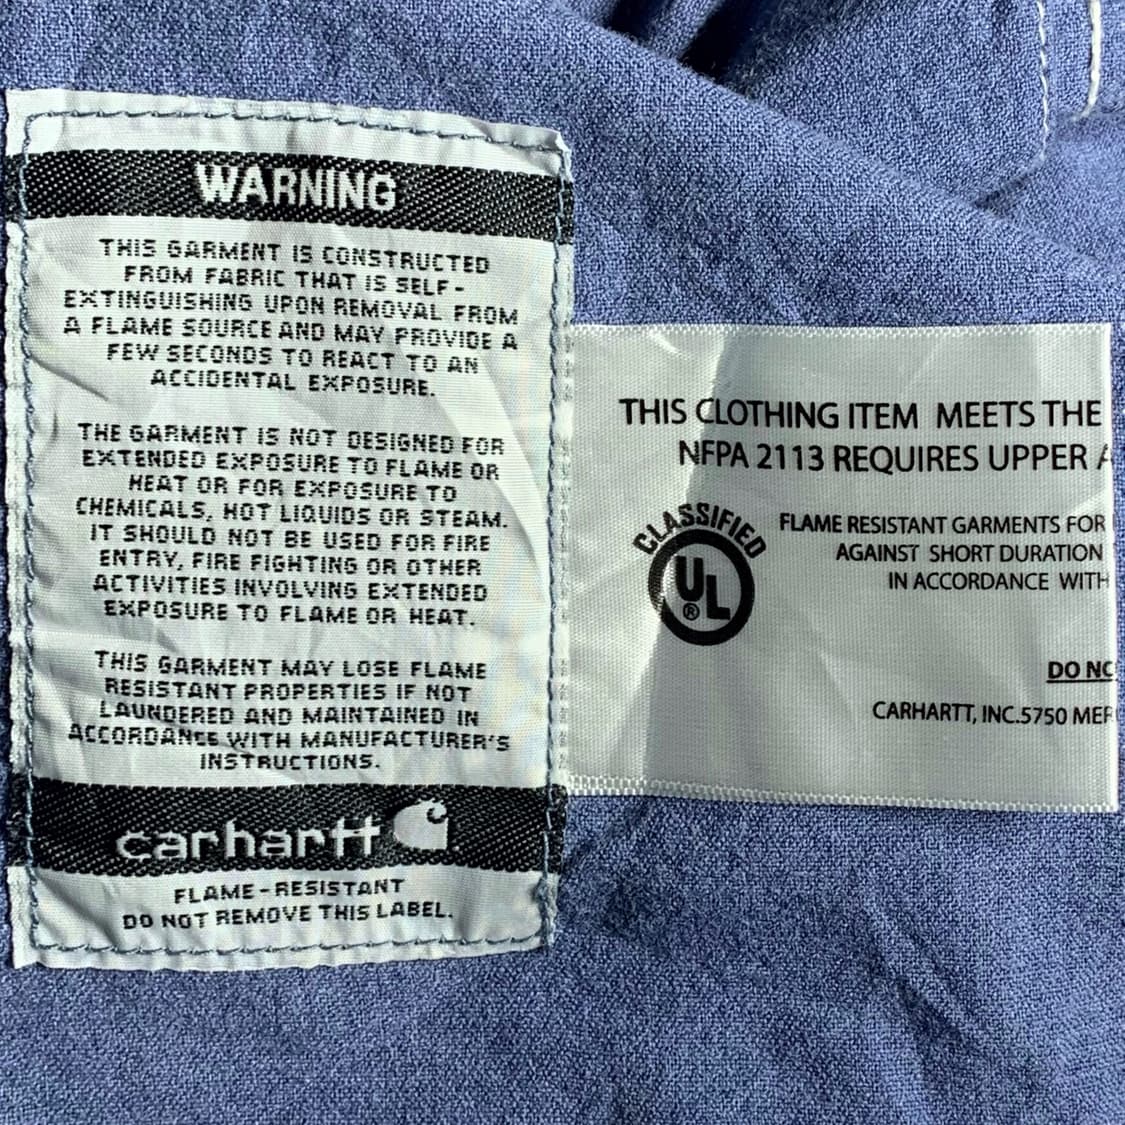 WARNING
THIS GARMENT IS CONSTRUCTED
FROM FABRIC THAT IS SELF-
EXTINGUISHING UPON REMOVAL FROM
A FLAME SOURCE AND MAY PROVIDE A
FEW SECONDS TO REACT TO AN
ACCIDENTAL EXPOSURE.
THE GARMENT IS NOT DESIGNED FOR
EXTENDED EXPOSURE TO FLAME OR
HEAT OR FOR EXPOSURE TO
CHEMICALS, HOT LIQUIDS OR STEAM.
IT SHOULD NOT BE USED FOR FIRE
ENTRY, FIRE FIGHTING OR OTHER
ACTIVITIES INVOLVING EXTENDED
EXPOSURE TO FLAME OR HEAT.
THIS GARMENT MAY LOSE FLAME
RESISTANT PROPERTIES IF NOT
LAUNDERED AND MAINTAINED IN
ACCORDANCE WITH MANUFACTURER'S
INSTRUCTIONS.
carhartt
FLAME-RESISTANT
DO NOT REMOVE THIS LABEL.
THIS CLOTHING ITEM MEETS THE
NFPA 2113 REQUIRES UPPER
CLASSIFIED
UL
®
FLAME RESISTANT GARMENTS FOR
AGAINST SHORT DURATION
IN ACCORDANCE WITH
DO
CARHARTT, INC.5750